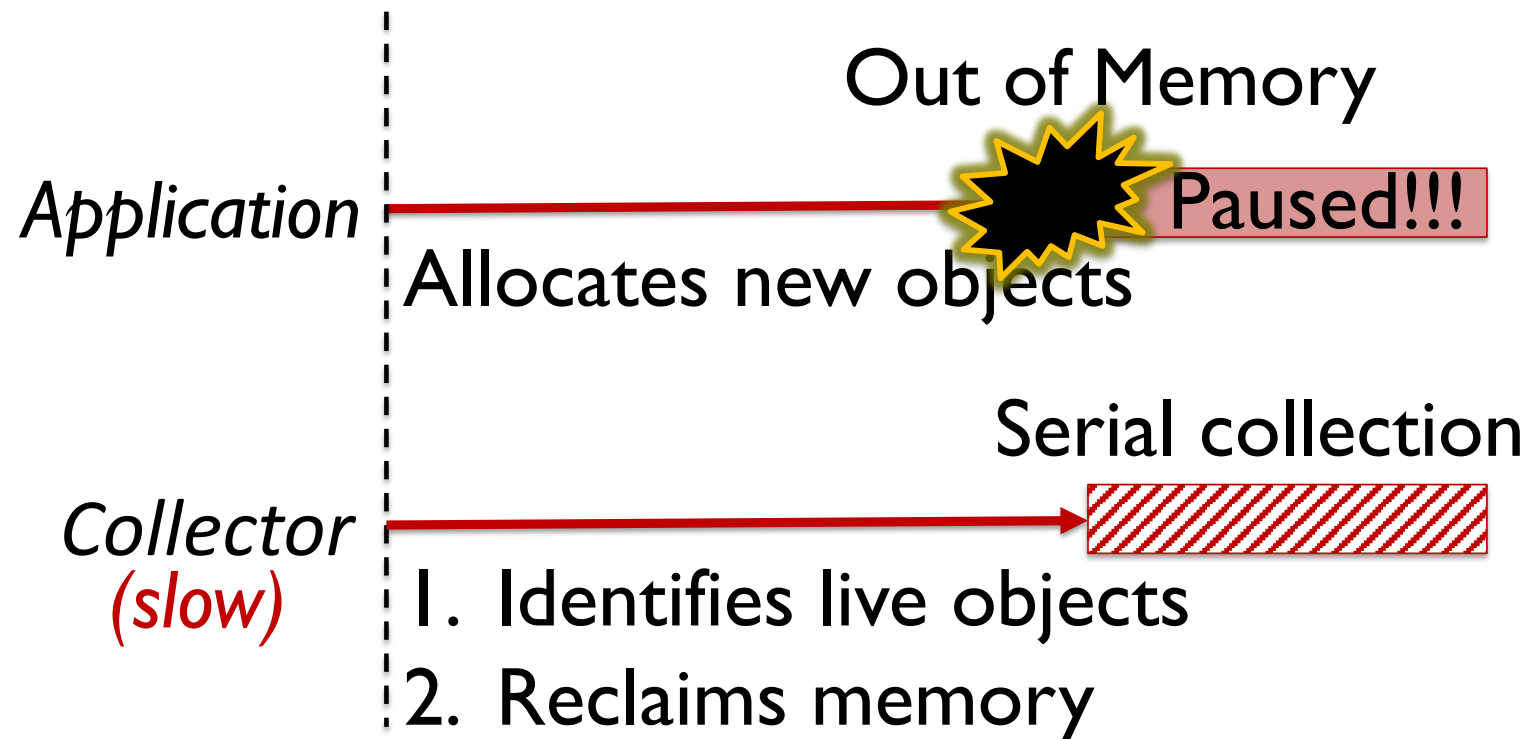 Out of Memory
Application
Paused!!!
Allocates new objects
Serial collection
Collector
(slow)
1. Identifies live objects
2. Reclaims memory